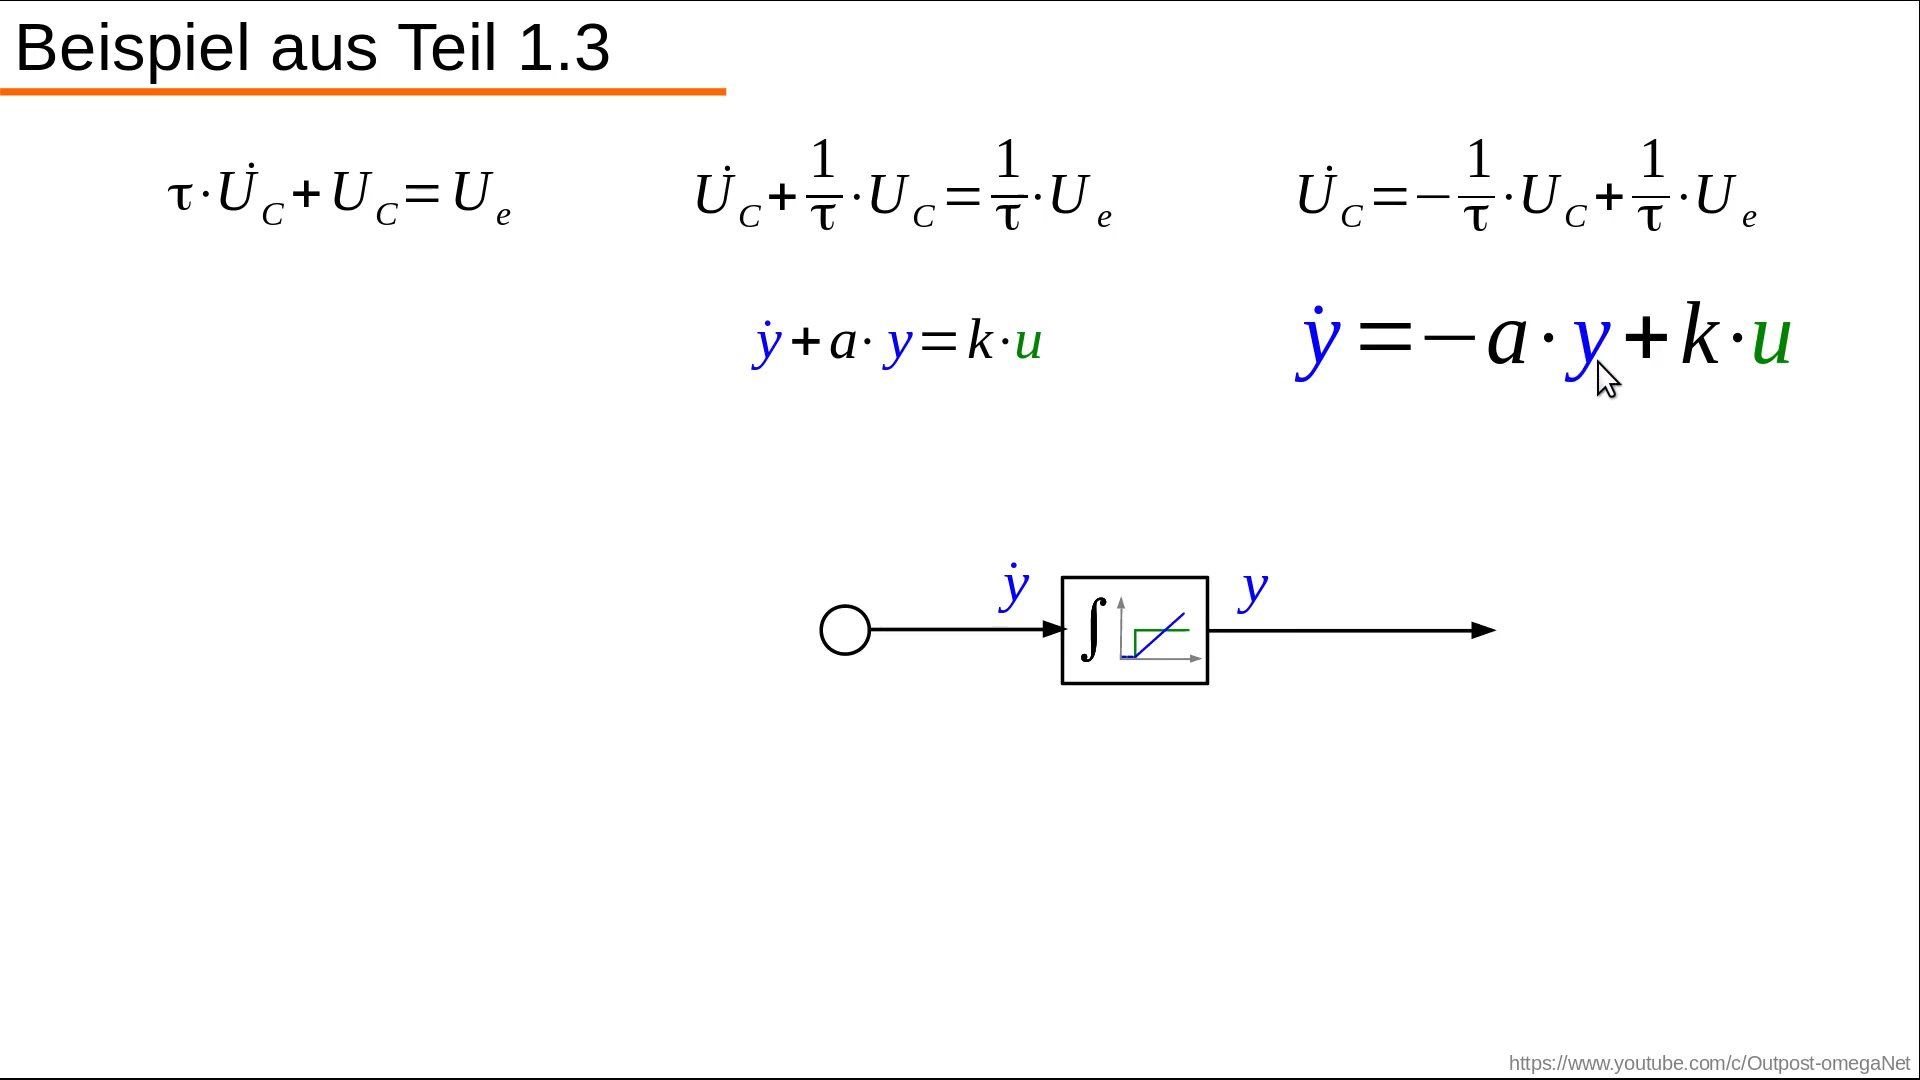 Beispiel aus Teil 1.3
τ·U̇_C+U_C=U_e
U̇_C+1/τ·U_C=1/τ·U_e
U̇_C=−1/τ·U_C+1/τ·U_e
ẏ+a·y=k·u
ẏ=−a·y+k·u
ẏ ∫ y
https://www.youtube.com/c/Outpost-omegaNet